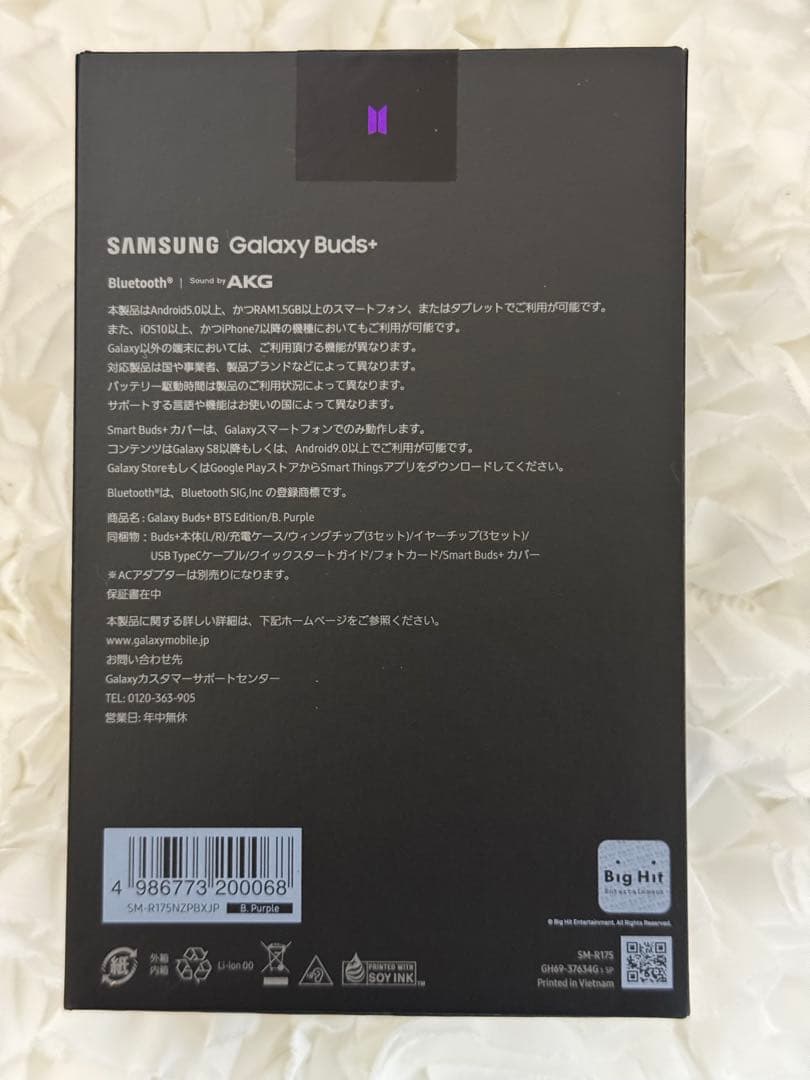 SAMSUNG Galaxy Buds+
Bluetooth® | Sound by AKG
本製品はAndroid5.0以上、かつRAM1.5GB以上のスマートフォン、またはタブレットでご利用が可能です。
また、iOS10以上、かつiPhone7以降の機種においてもご利用が可能です。
Galaxy以外の端末においては、ご利用頂ける機能が異なります。
対応製品は国や事業者、製品ブランドなどによって異なります。
バッテリー駆動時間は製品のご利用状況によって異なります。
サポートする言語や機能はお使いの国によって異なります。
Smart Buds+ カバーは、Galaxyスマートフォンでのみ動作します。
コンテンツはGalaxy S8以降もしくは、Android9.0以上でご利用が可能です。
Galaxy StoreもしくはGoogle PlayストアからSmart Thingsアプリをダウンロードしてください。
Bluetooth®は、Bluetooth SIG,Inc の登録商標です。
商品名 : Galaxy Buds+ BTS Edition/B. Purple
同梱物 : Buds+本体(L/R)/充電ケース/ウィングチップ(3セット)/イヤーチップ(3セット)/
USB TypeCケーブル/クイックスタートガイド/フォトカード/Smart Buds+ カバー
※ACアダプターは別売りになります。
保証書在中
本製品に関する詳しい詳細は、下記ホームページをご参照ください。
www.galaxymobile.jp
お問い合わせ先
Galaxyカスタマーサポートセンター
TEL: 0120-363-905
営業日: 年中無休
4 986773 200068
SM-R175NZPBXJP B. Purple
Big Hit
Entertainment
© Big Hit Entertainment. All Rights Reserved.
紙 外箱
内箱
Li-ion 00
PRINTED WITH
SOY INK™
SM-R175
GH69-37634G : SP
Printed in Vietnam